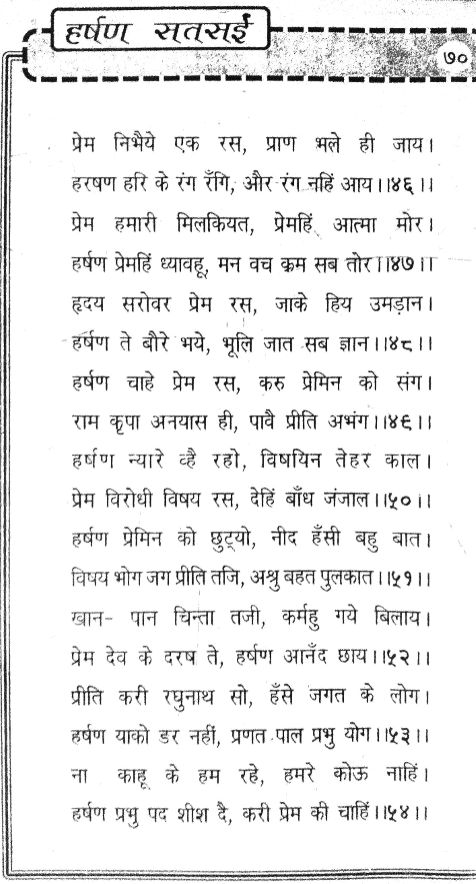 हर्षण सतसई
७०
प्रेम निभैये एक रस, प्राण भले ही जाय।
हरषण हरि के रंग रँगि, और रंग नहिं आय।।४६।।
प्रेम हमारी मिलकियत, प्रेमहिं आत्मा मोर।
हर्षण प्रेमहिं ध्यावहू, मन वच क्रम सब तोर।।४७।।
हृदय सरोवर प्रेम रस, जाके हिय उमड़ान।
हर्षण ते बौरे भये, भूलि जात सब ज्ञान।।४८।।
हर्षण चाहे प्रेम रस, करु प्रेमिन को संग।
राम कृपा अनयास ही, पावै प्रीति अभंग।।४९।।
हर्षण न्यारे व्है रहो, विषयिन तेहर काल।
प्रेम विरोधी विषय रस, देहिं बाँध जंजाल।।५०।।
हर्षण प्रेमिन को छुट्यो, नीद हँसी बहु बात।
विषय भोग जग प्रीति तजि, अश्रु बहत पुलकात।।५१।।
खान- पान चिन्ता तजी, कर्महु गये बिलाय।
प्रेम देव के दरष ते, हर्षण आनँद छाय।।५२।।
प्रीति करी रघुनाथ सो, हँसे जगत के लोग।
हर्षण याको डर नहीं, प्रणत पाल प्रभु योग।।५३।।
ना काहू के हम रहे, हमरे कोऊ नाहिं।
हर्षण प्रभु पद शीश दै, करी प्रेम की चाहिं।।५४।।